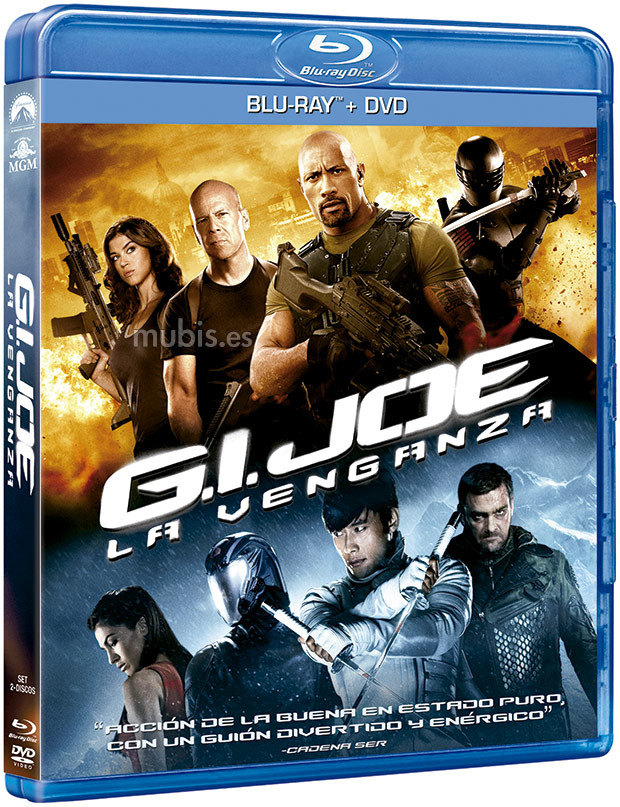 Blu-ray Disc™
BLU-RAY™ + DVD
MGM
G.I. JOE
LA VENGANZA
SET
2-DISCOS
Blu-ray Disc
DVD
VIDEO
mubis.es
G.I. JOE
LA VENGANZA
"ACCIÓN DE LA BUENA EN ESTADO PURO,
CON UN GUIÓN DIVERTIDO Y ENÉRGICO"
-CADENA SER